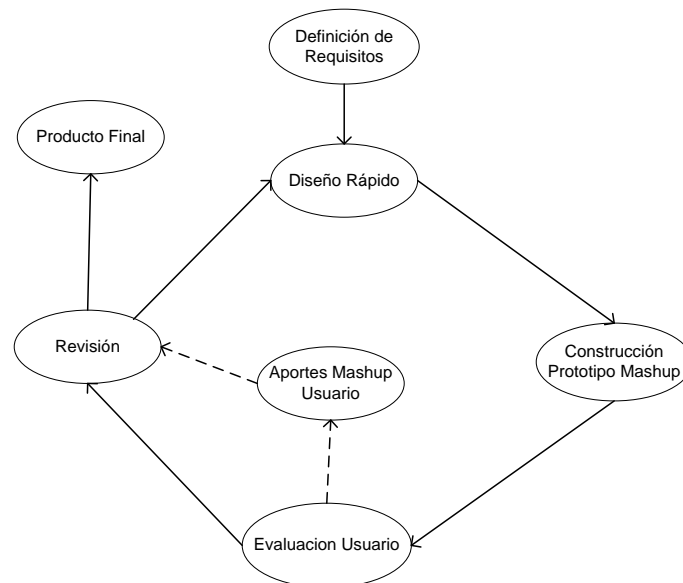 Definición de
Requisitos
Producto Final
Diseño Rápido
Revisión
Construcción
Prototipo Mashup
Aportes Mashup
Usuario
Evaluacion Usuario